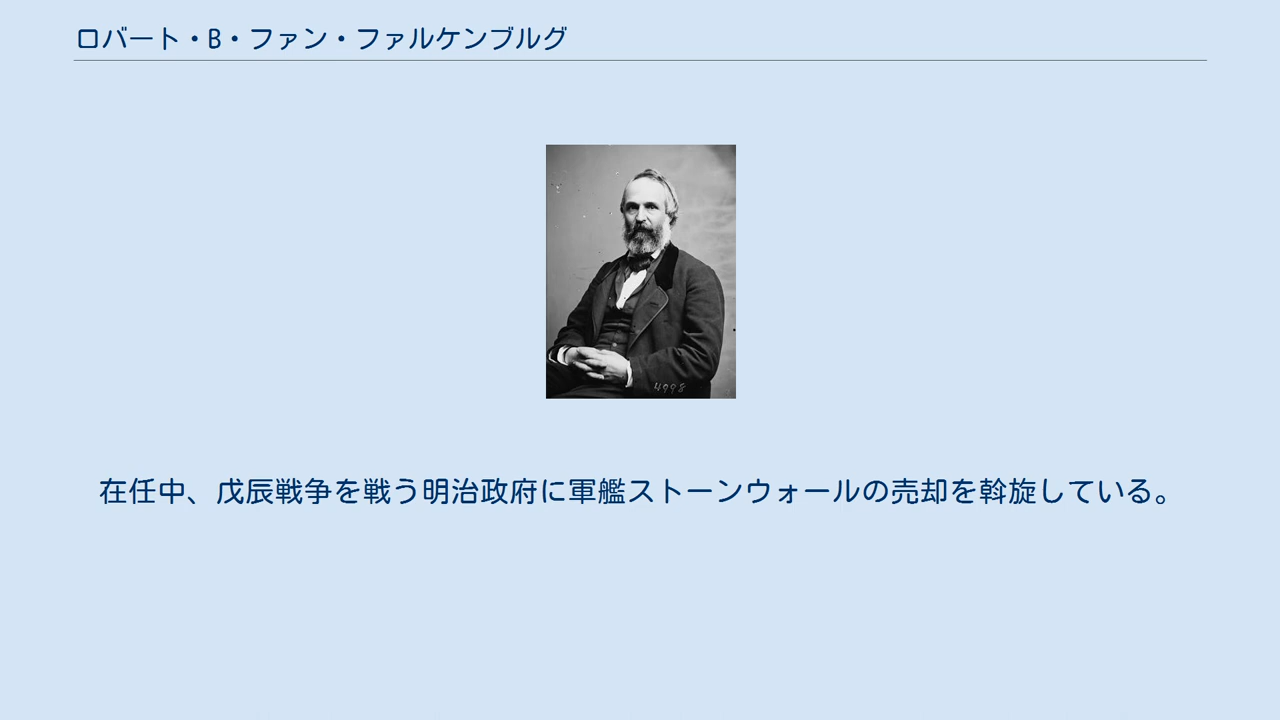 ロバート・B・ファン・ファルケンブルグ
4998
在任中、戊辰戦争を戦う明治政府に軍艦ストーンウォールの売却を斡旋している。